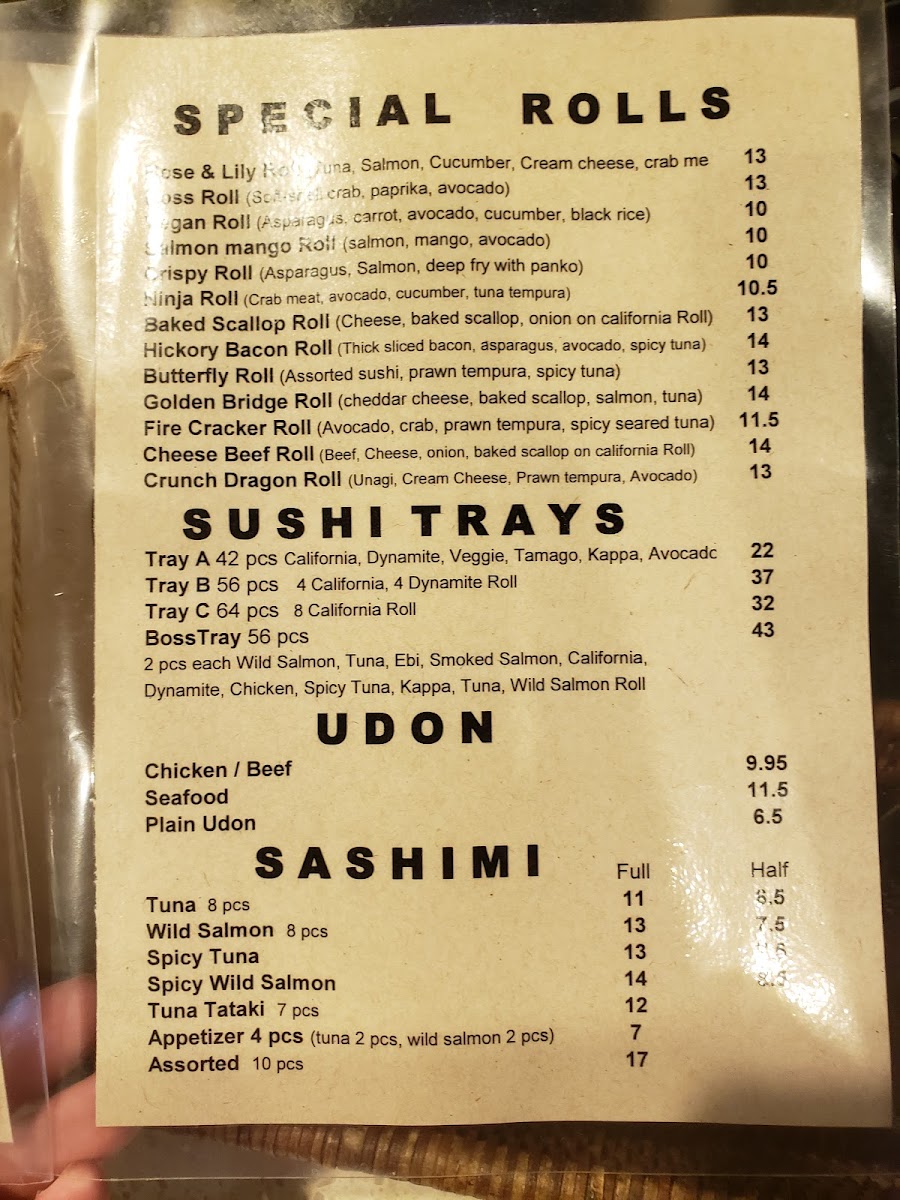 SPECIAL ROLLS
Rose & Lily Roll Tuna, Salmon, Cucumber, Cream cheese, crab me 13
Boss Roll crab, paprika, avocado) 13
Vegan Roll (Asparagus, carrot, avocado, cucumber, black rice) 10
Salmon mango Roll (salmon, mango, avocado) 10
Crispy Roll (Asparagus, Salmon, deep fry with panko) 10
Ninja Roll (Crab meat, avocado, cucumber, tuna tempura) 10.5
Baked Scallop Roll (Cheese, baked scallop, onion on california Roll) 13
Hickory Bacon Roll (Thick sliced bacon, asparagus, avocado, spicy tuna) 14
Butterfly Roll (Assorted sushi, prawn tempura, spicy tuna) 13
Golden Bridge Roll (cheddar cheese, baked scallop, salmon, tuna) 14
Fire Cracker Roll (Avocado, crab, prawn tempura, spicy seared tuna) 11.5
Cheese Beef Roll (Beef, Cheese, onion, baked scallop on california Roll) 14
Crunch Dragon Roll (Unagi, Cream Cheese, Prawn tempura, Avocado) 13
SUSHI TRAYS
Tray A 42 pcs California, Dynamite, Veggie, Tamago, Kappa, Avocado 22
Tray B 56 pcs 4 California, 4 Dynamite Roll 37
Tray C 64 pcs 8 California Roll 32
BossTray 56 pcs 43
2 pcs each Wild Salmon, Tuna, Ebi, Smoked Salmon, California,
Dynamite, Chicken, Spicy Tuna, Kappa, Tuna, Wild Salmon Roll
UDON
Chicken / Beef 9.95
Seafood 11.5
Plain Udon 6.5
SASHIMI Full Half
Tuna 8 pcs 11 6.5
Wild Salmon 8 pcs 13 7.5
Spicy Tuna 13
Spicy Wild Salmon 14 8.5
Tuna Tataki 7 pcs 12
Appetizer 4 pcs (tuna 2 pcs, wild salmon 2 pcs) 7
Assorted 10 pcs 17